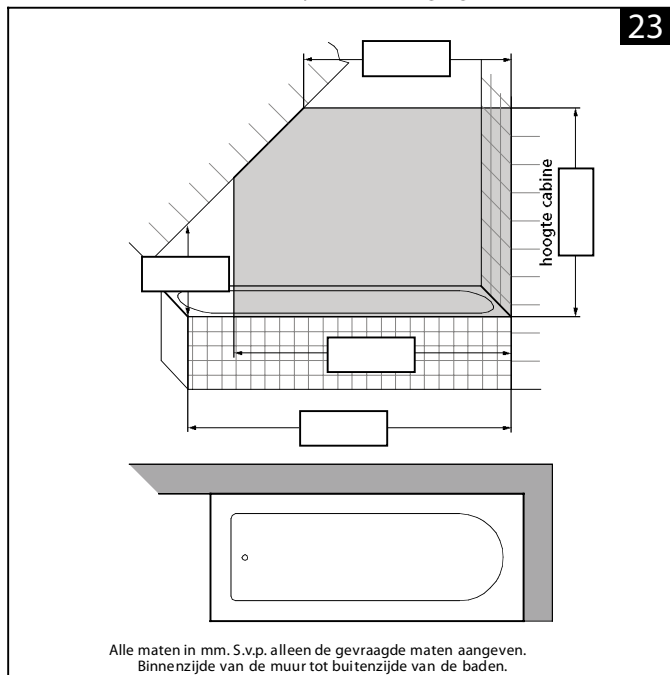 23
hoogte cabine
Alle maten in mm. S.v.p. alleen de gevraagde maten aangeven.
Binnenzijde van de muur tot buitenzijde van de baden.